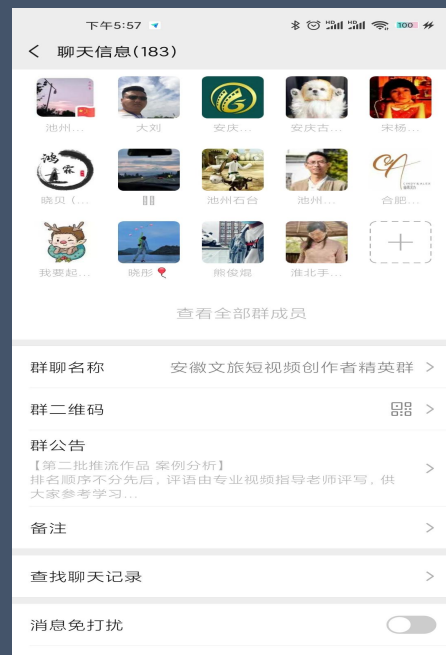 下午5:57
100
聊天信息(183)
池州...
大刘
安庆...
安庆古...
宋杨...
鸿霖
晓贝 (...
池州石台
池州...
合肥...
我要起...
晓彤
熊俊焜
淮北手...
查看全部群成员
群聊名称
安徽文旅短视频创作者精英群
群二维码
群公告
【第二批推流作品 案例分析】
排名顺序不分先后，评语由专业视频指导老师评写，供
大家参考学习...
备注
查找聊天记录
消息免打扰